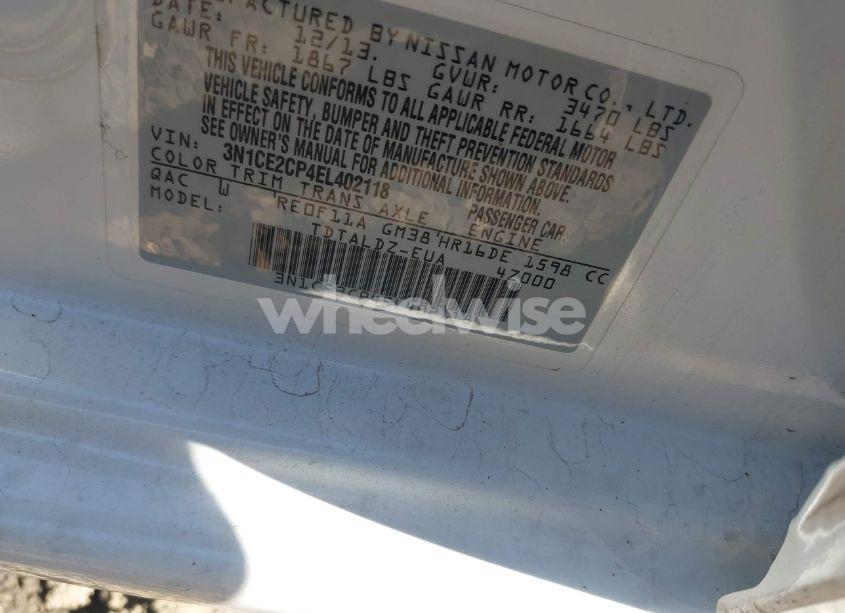 MANUFACTURED BY NISSAN MOTOR CO., LTD.
DATE: 12/13. GVWR: 3470 LBS
GAWR FR: 1867 LBS GAWR RR: 1664 LBS
THIS VEHICLE CONFORMS TO ALL APPLICABLE FEDERAL MOTOR
VEHICLE SAFETY, BUMPER AND THEFT PREVENTION STANDARDS
IN EFFECT ON THE DATE OF MANUFACTURE SHOWN ABOVE.
SEE OWNER'S MANUAL FOR ADDITIONAL INFORMATION.
VIN: 3N1CE2CP4EL402118 PASSENGER CAR.
COLOR TRIM TRANS AXLE ENGINE
QAC W RE0F11A GM38 HR16DE 1598 CC
MODEL: TDTALDZ-EUA 47000
wheelwise